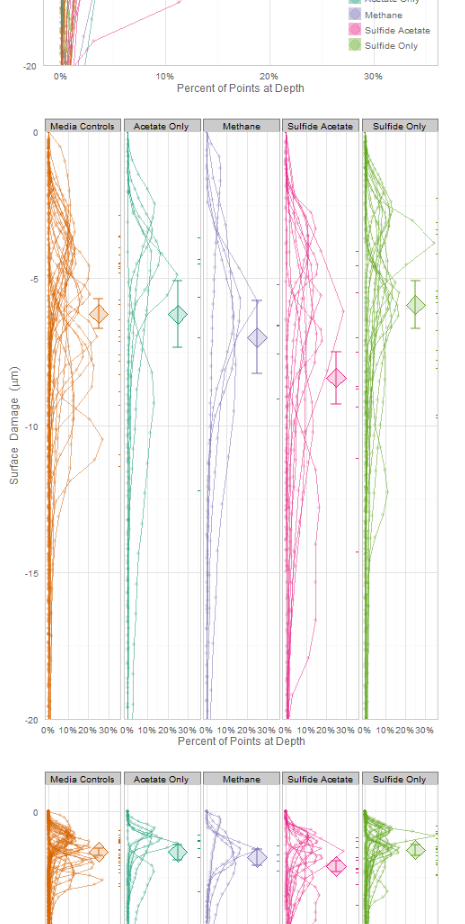 Acetate Only
Methane
Sulfide Acetate
Sulfide Only
-20
0% 10% 20% 30%
Percent of Points at Depth
Media Controls Acetate Only Methane Sulfide Acetate Sulfide Only
0
-5
-10
-15
-20
Surface Damage (µm)
0% 10% 20% 30% 0% 10% 20% 30% 0% 10% 20% 30% 0% 10% 20% 30% 0% 10% 20% 30%
Percent of Points at Depth
Media Controls Acetate Only Methane Sulfide Acetate Sulfide Only
0